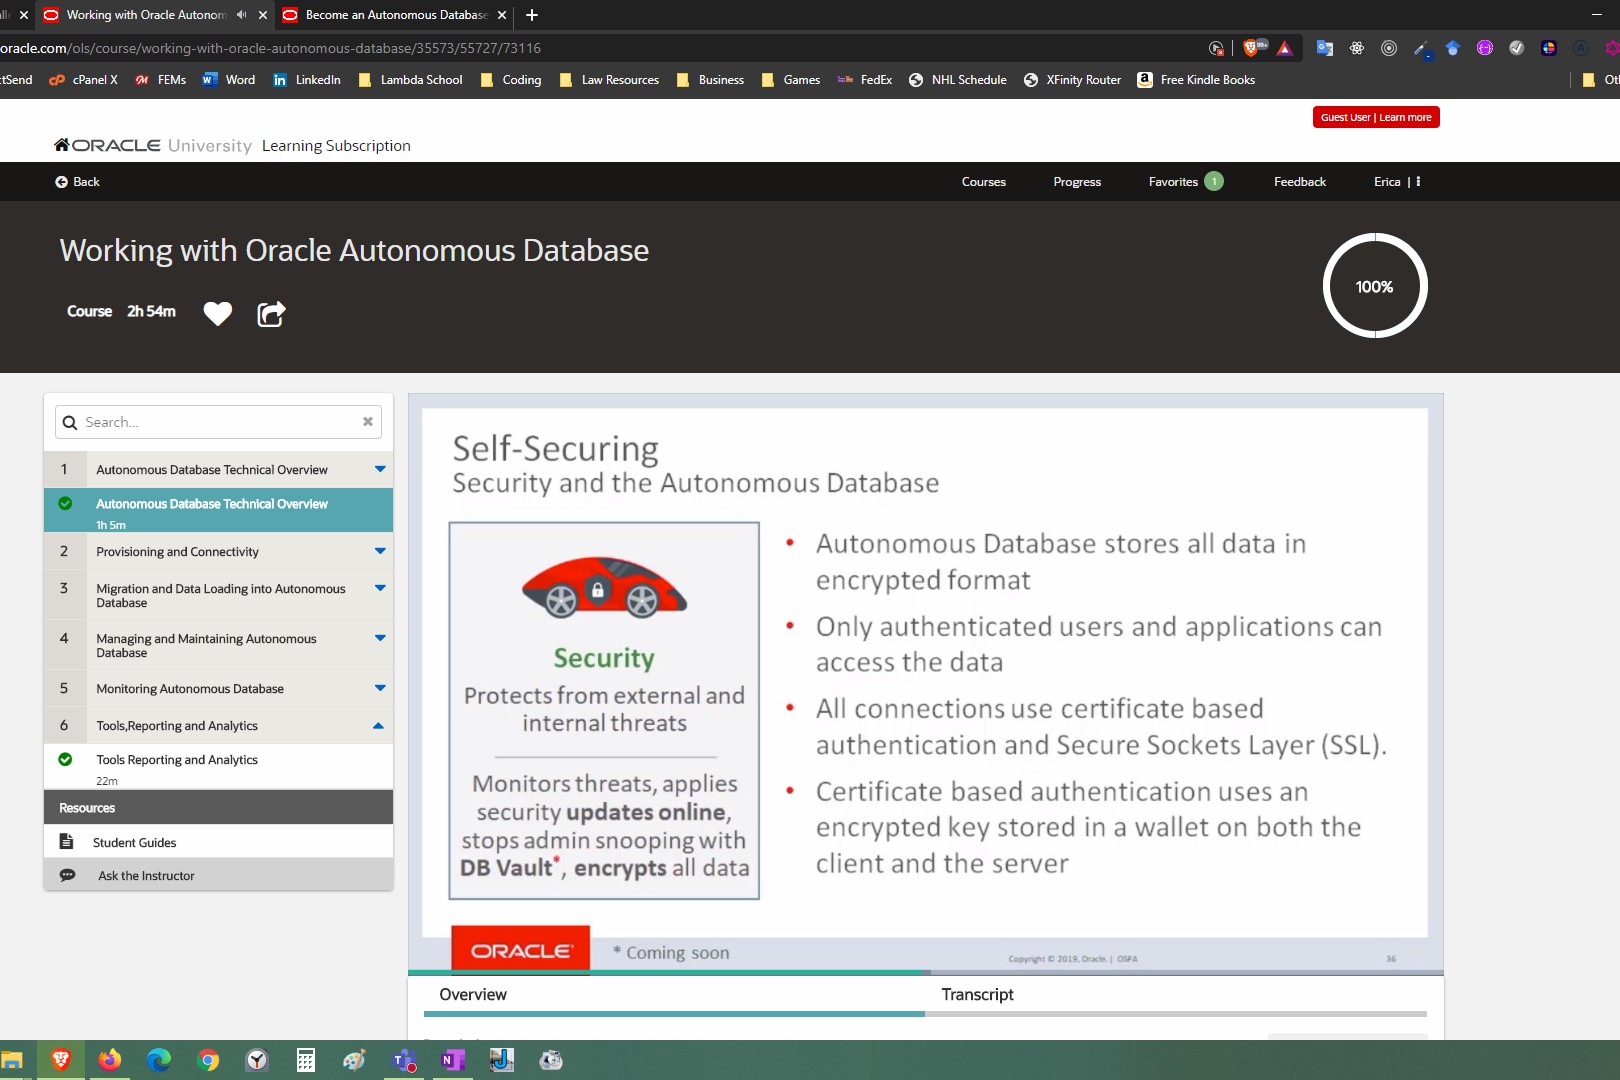 Working with Oracle Autonom
Become an Autonomous Database
oracle.com/ols/course/working-with-oracle-autonomous-database/35573/55727/73116
99+
ctSend
cPanel X
FEMs
Word
LinkedIn
Lambda School
Coding
Law Resources
Business
Games
FedEx
NHL Schedule
XFinity Router
Free Kindle Books
Guest User | Learn more
ORACLE University Learning Subscription
Back
Courses
Progress
Favorites 1
Feedback
Erica |
Working with Oracle Autonomous Database
Course 2h 54m
100%
Search...
1 Autonomous Database Technical Overview
Autonomous Database Technical Overview
1h 5m
2 Provisioning and Connectivity
3 Migration and Data Loading into Autonomous
Database
4 Managing and Maintaining Autonomous
Database
5 Monitoring Autonomous Database
6 Tools,Reporting and Analytics
Tools Reporting and Analytics
22m
Resources
Student Guides
Ask the Instructor
Self-Securing
Security and the Autonomous Database
Security
Protects from external and
internal threats
Monitors threats, applies
security updates online,
stops admin snooping with
DB Vault*, encrypts all data
• Autonomous Database stores all data in
encrypted format
• Only authenticated users and applications can
access the data
• All connections use certificate based
authentication and Secure Sockets Layer (SSL).
• Certificate based authentication uses an
encrypted key stored in a wallet on both the
client and the server
ORACLE
* Coming soon
Copyright © 2019, Oracle. | OSPA
36
Overview
Transcript